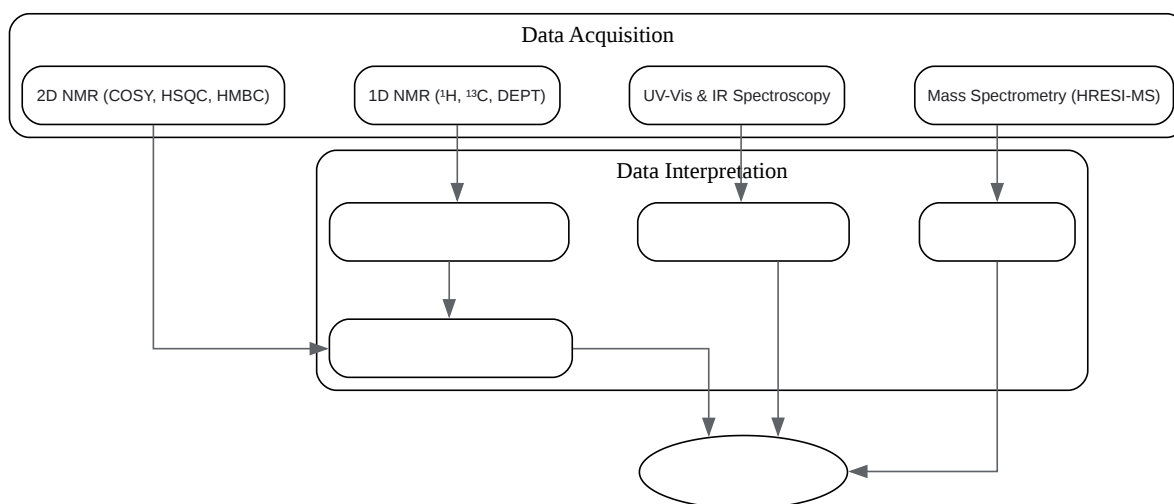 Data Acquisition
2D NMR (COSY, HSQC, HMBC)
1D NMR (¹H, ¹³C, DEPT)
UV-Vis & IR Spectroscopy
Mass Spectrometry (HRESI-MS)
Data Interpretation